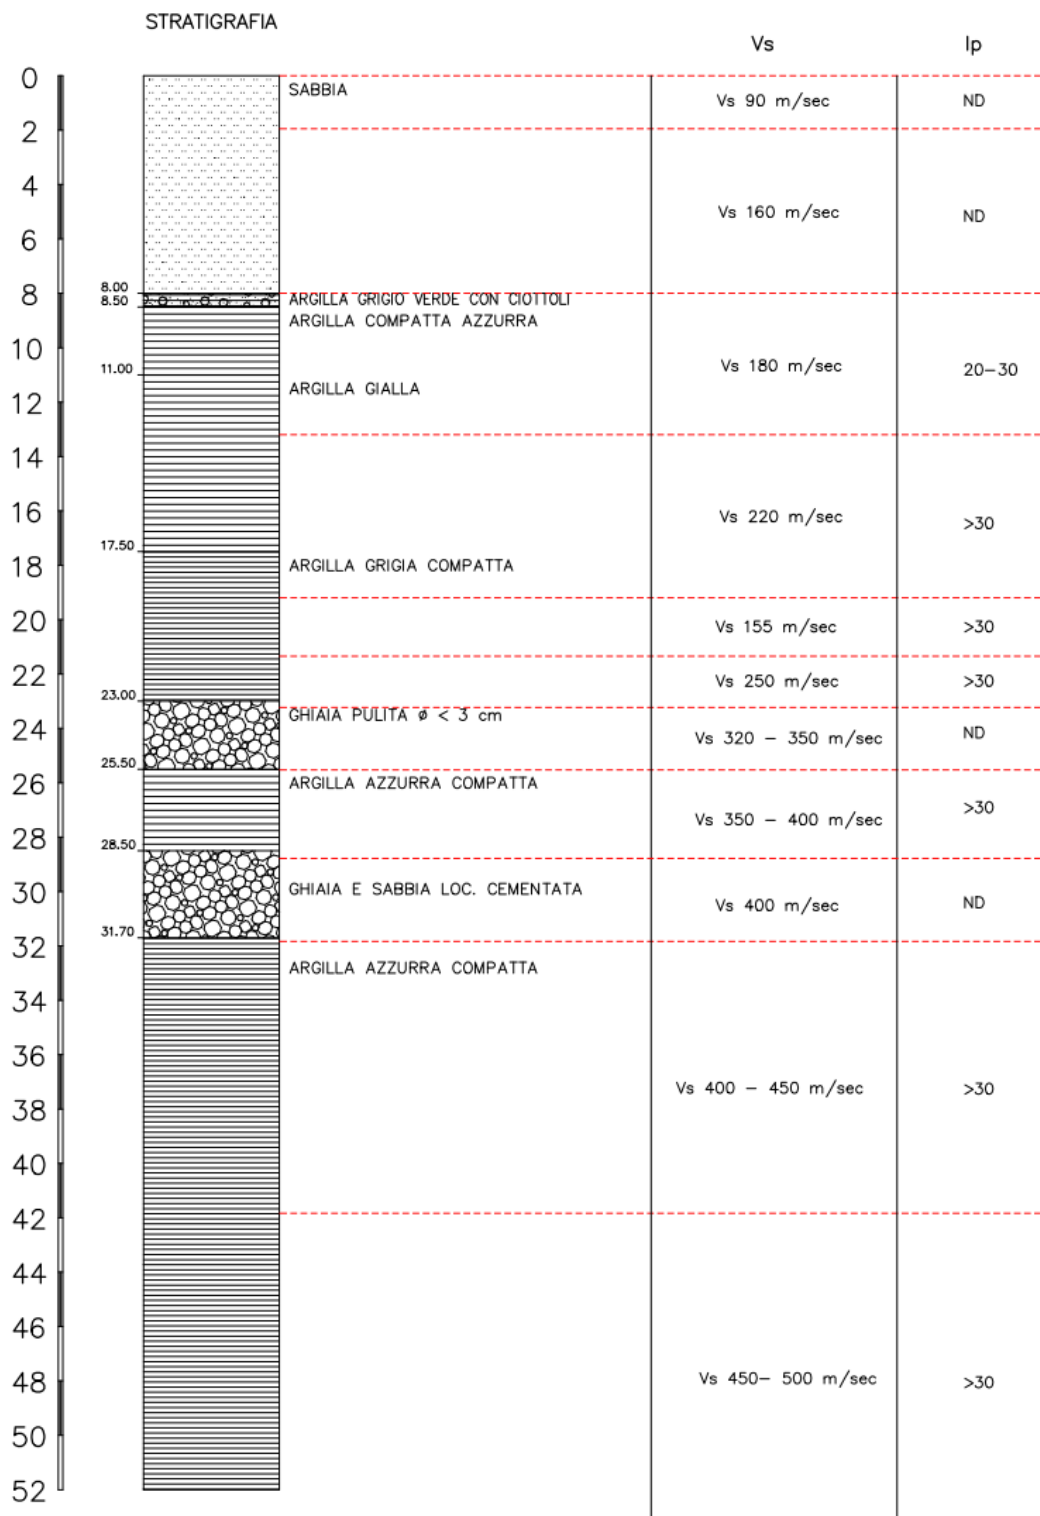 STRATIGRAFIA
Vs
Ip
0
SABBIA
Vs 90 m/sec
ND
2
4
Vs 160 m/sec
ND
6
8.00
8
8.50
ARGILLA GRIGIO VERDE CON CIOTTOLI
ARGILLA COMPATTA AZZURRA
10
11.00
Vs 180 m/sec
20-30
ARGILLA GIALLA
12
14
16
Vs 220 m/sec
>30
17.50
18
ARGILLA GRIGIA COMPATTA
20
Vs 155 m/sec
>30
22
Vs 250 m/sec
>30
23.00
GHIAIA PULITA ø < 3 cm
24
Vs 320 - 350 m/sec
ND
25.50
26
ARGILLA AZZURRA COMPATTA
Vs 350 - 400 m/sec
>30
28
28.50
30
GHIAIA E SABBIA LOC. CEMENTATA
Vs 400 m/sec
ND
31.70
32
ARGILLA AZZURRA COMPATTA
34
36
Vs 400 - 450 m/sec
>30
38
40
42
44
46
48
Vs 450- 500 m/sec
>30
50
52